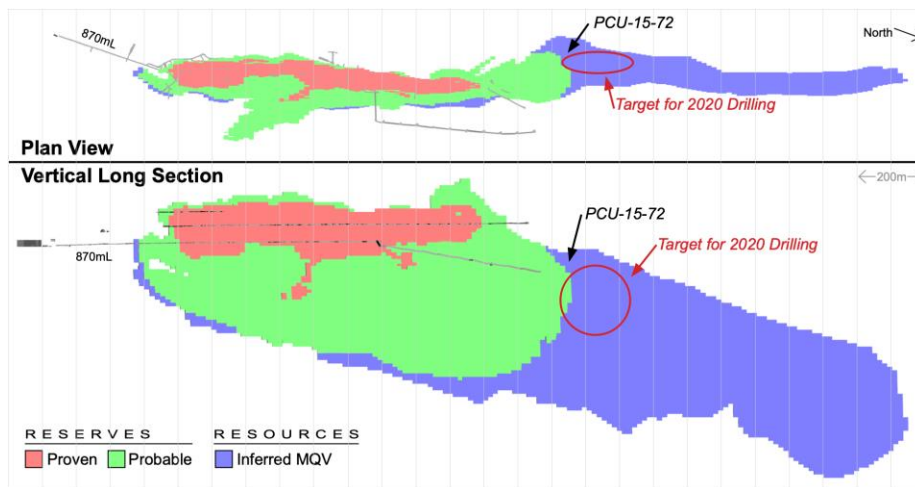 870mL
PCU-15-72
North
Target for 2020 Drilling
Plan View
Vertical Long Section
200m
PCU-15-72
Target for 2020 Drilling
870mL
RESERVES RESOURCES
Proven Probable Inferred MQV